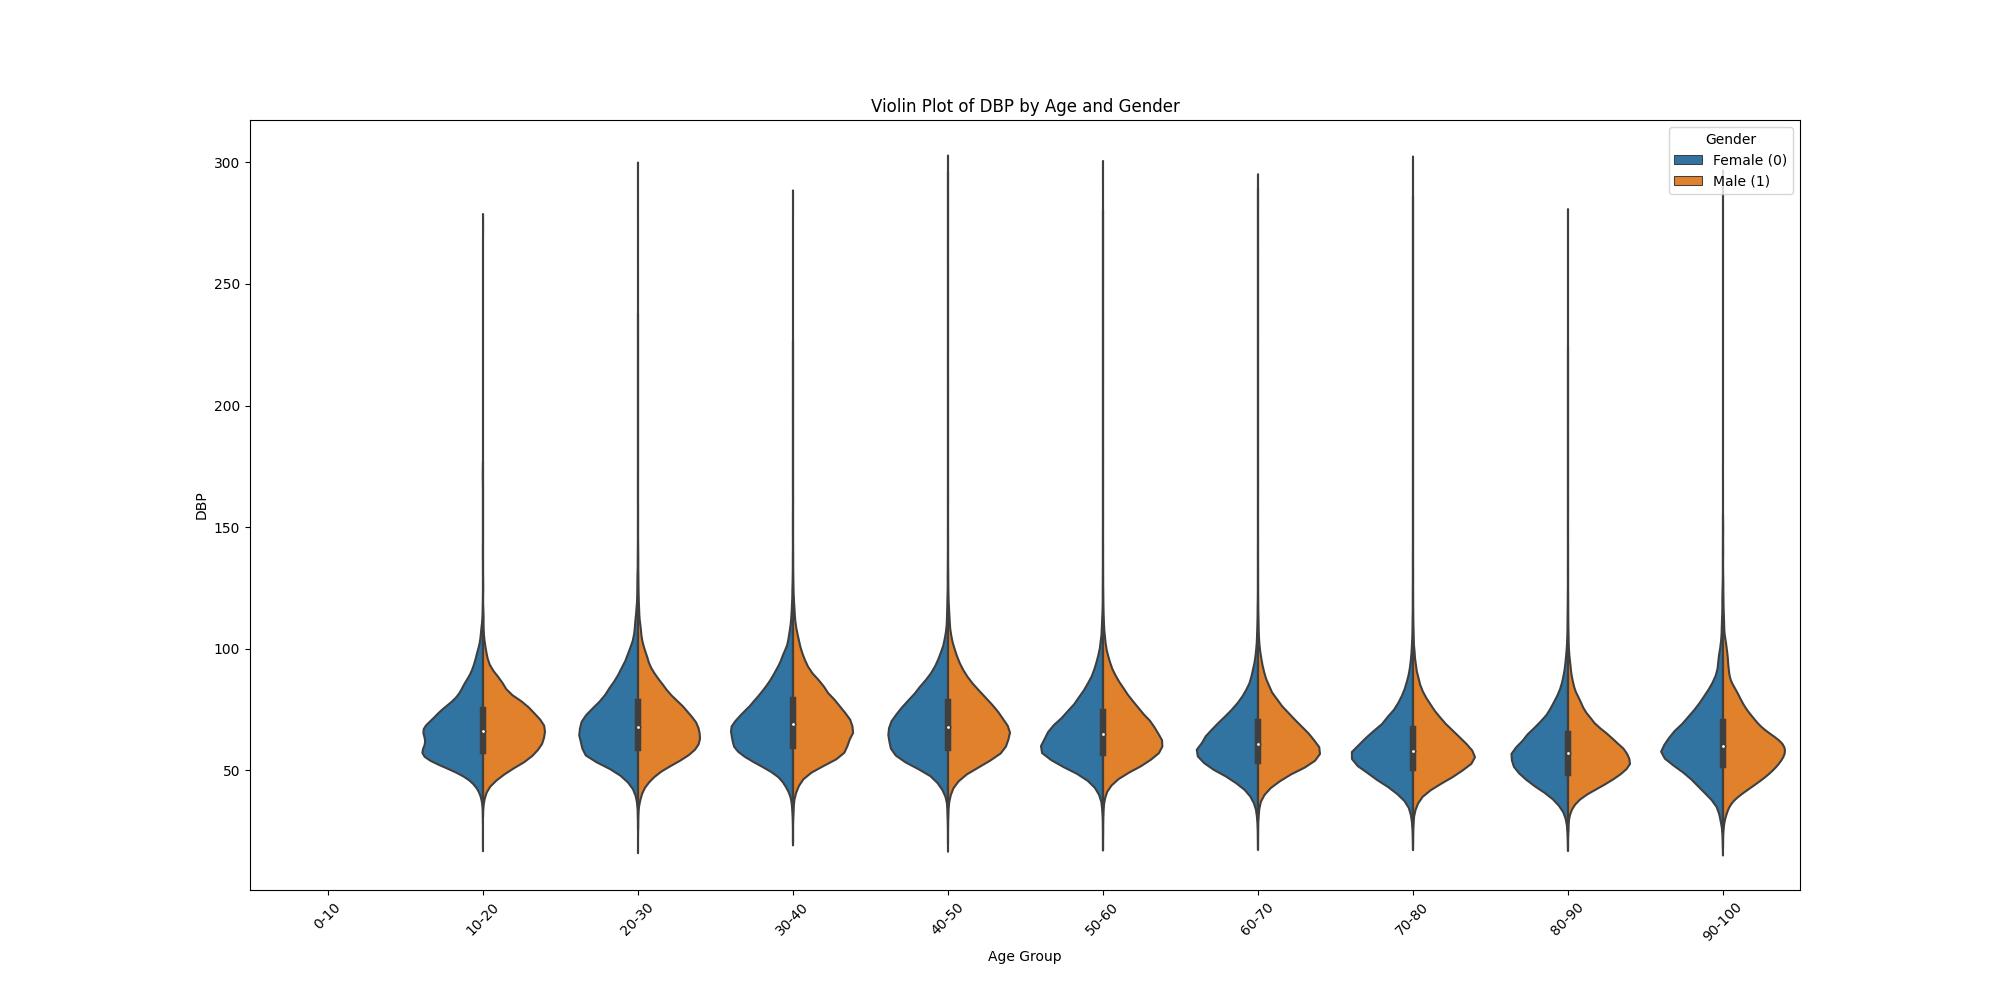 Violin Plot of DBP by Age and Gender
Gender
Female (0)
Male (1)
300
250
200
150
100
50
DBP
0-10
10-20
20-30
30-40
40-50
50-60
60-70
70-80
80-90
90-100
Age Group